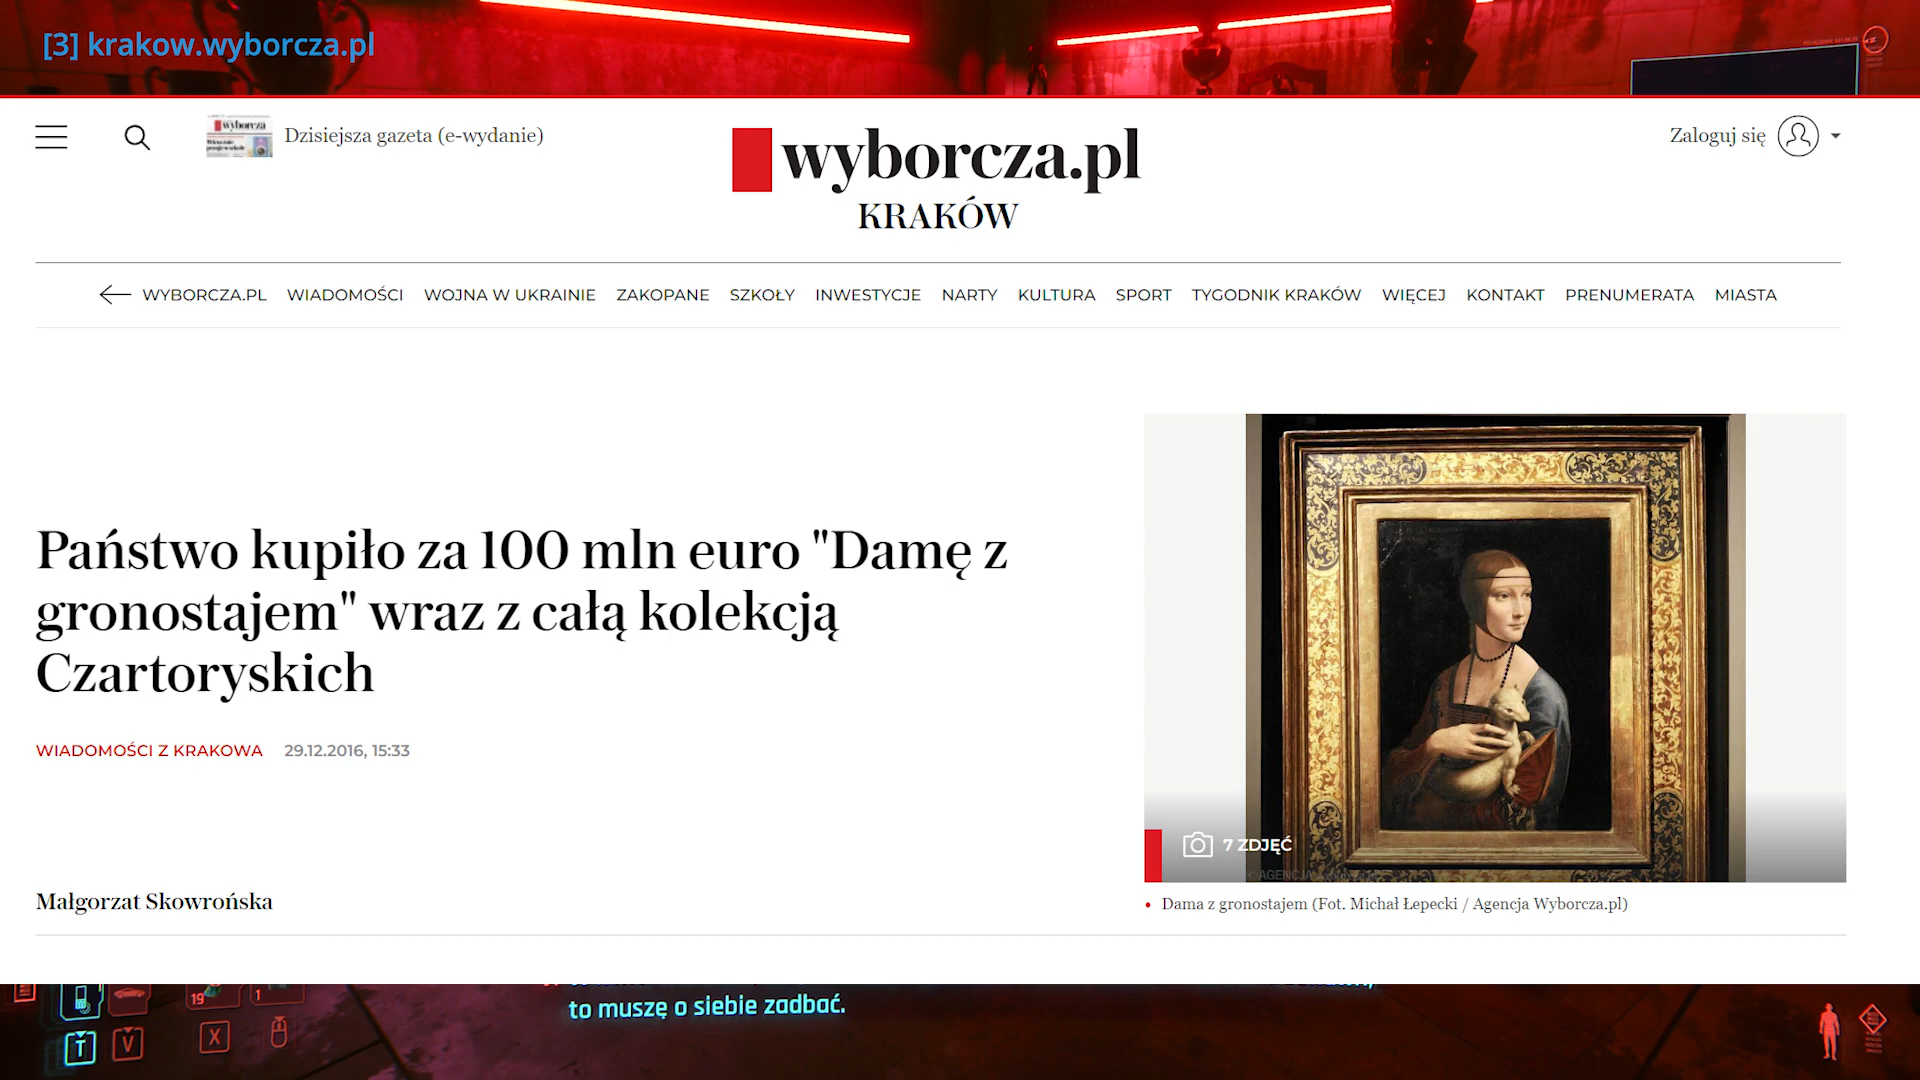 [3] krakow.wyborcza.pl
wyborcza
Dzisiejsza gazeta (e-wydanie)
wyborcza.pl
KRAKÓW
Zaloguj się
WYBORCZA.PL WIADOMOŚCI WOJNA W UKRAINIE ZAKOPANE SZKOŁY INWESTYCJE NARTY KULTURA SPORT TYGODNIK KRAKÓW WIĘCEJ KONTAKT PRENUMERATA MIASTA
Państwo kupiło za 100 mln euro "Damę z
gronostajem" wraz z całą kolekcją
Czartoryskich
WIADOMOŚCI Z KRAKOWA 29.12.2016, 15:33
Małgorzat Skowrońska
7 ZDJĘĆ
Dama z gronostajem (Fot. Michał Łepecki / Agencja Wyborcza.pl)
19
1
to muszę o siebie zadbać.
T
V
X